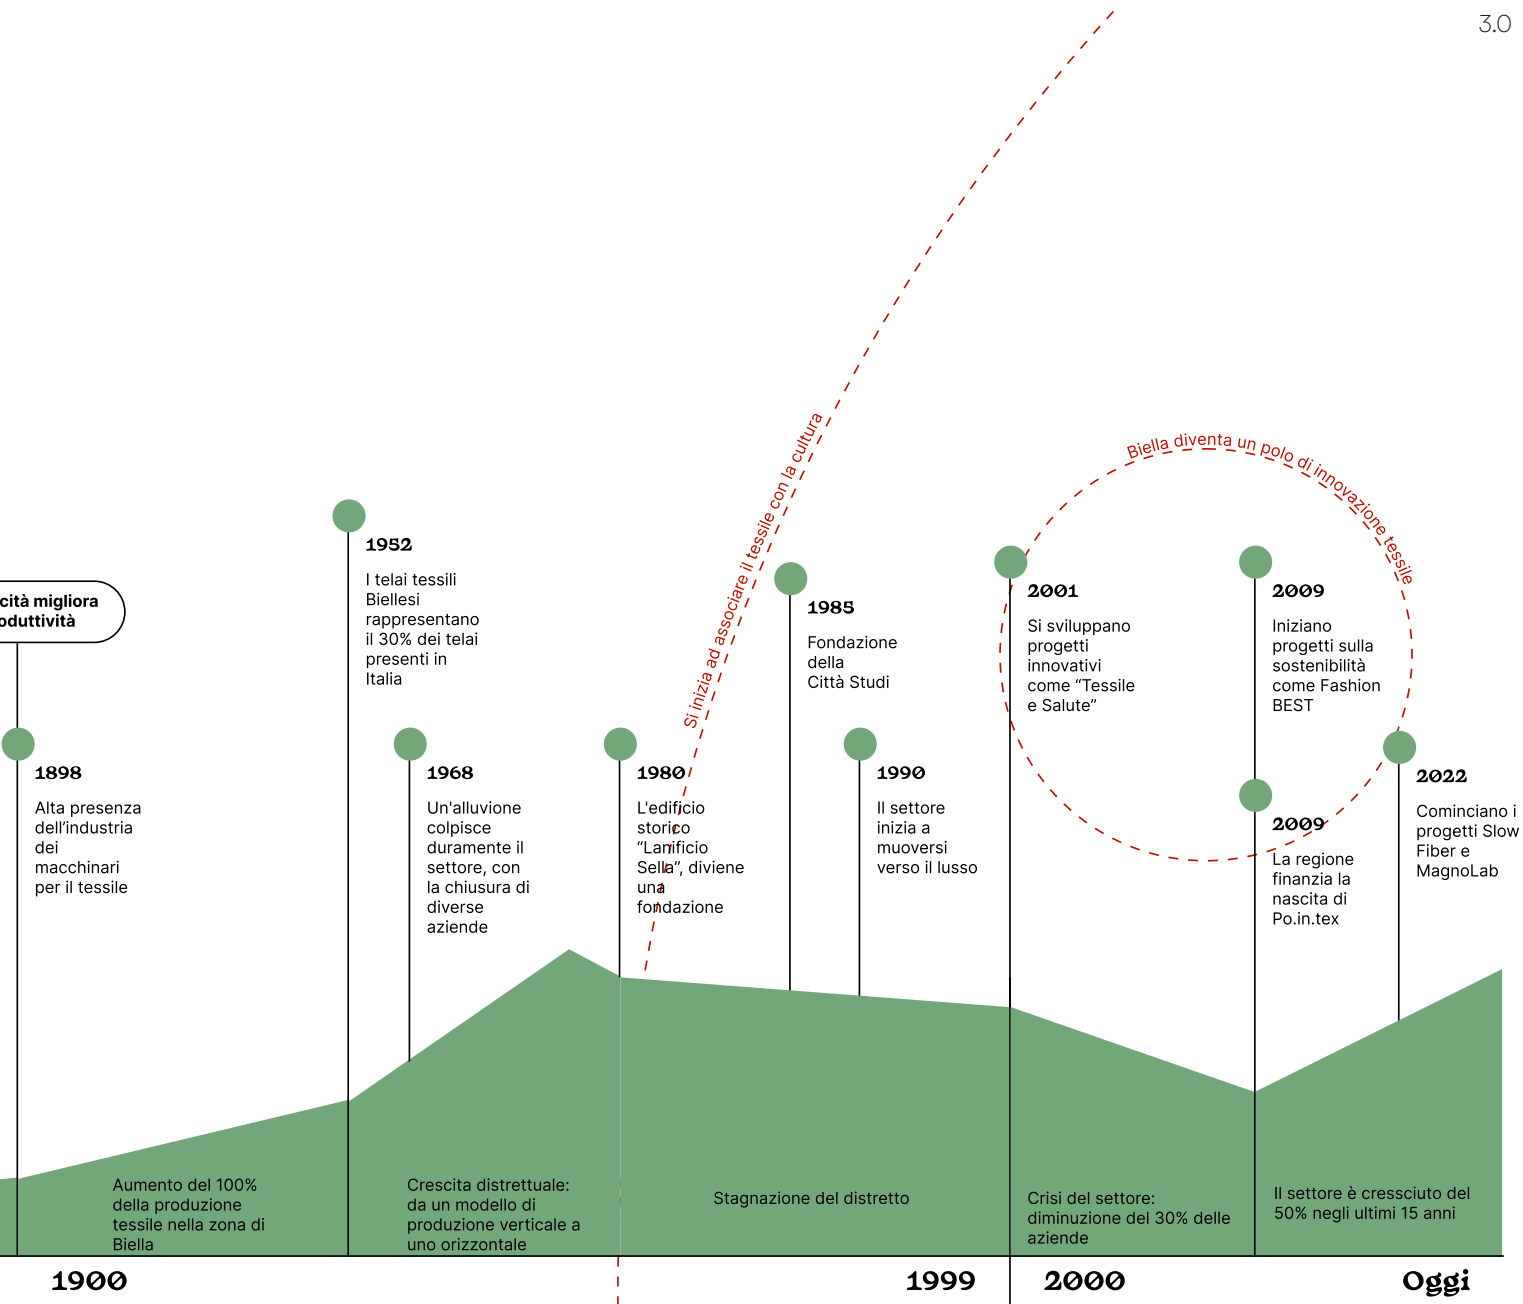 3.0
Si inizia ad associare il tessile con la cultura
Biella diventa un polo di innovazione tessile
cità migliora
oduttività
1898
Alta presenza
dell’industria
dei
macchinari
per il tessile
1952
I telai tessili
Biellesi
rappresentano
il 30% dei telai
presenti in
Italia
1968
Un'alluvione
colpisce
duramente il
settore, con
la chiusura di
diverse
aziende
1980
L'edificio
storico
“Lanificio
Sella”, diviene
una
fondazione
1985
Fondazione
della
Città Studi
1990
Il settore
inizia a
muoversi
verso il lusso
2001
Si sviluppano
progetti
innovativi
come “Tessile
e Salute”
2009
Iniziano
progetti sulla
sostenibilità
come Fashion
BEST
2009
La regione
finanzia la
nascita di
Po.in.tex
2022
Cominciano i
progetti Slow
Fiber e
MagnoLab
Aumento del 100%
della produzione
tessile nella zona di
Biella
Crescita distrettuale:
da un modello di
produzione verticale a
uno orizzontale
Stagnazione del distretto
Crisi del settore:
diminuzione del 30% delle
aziende
Il settore è cressciuto del
50% negli ultimi 15 anni
1900
1999
2000
Oggi